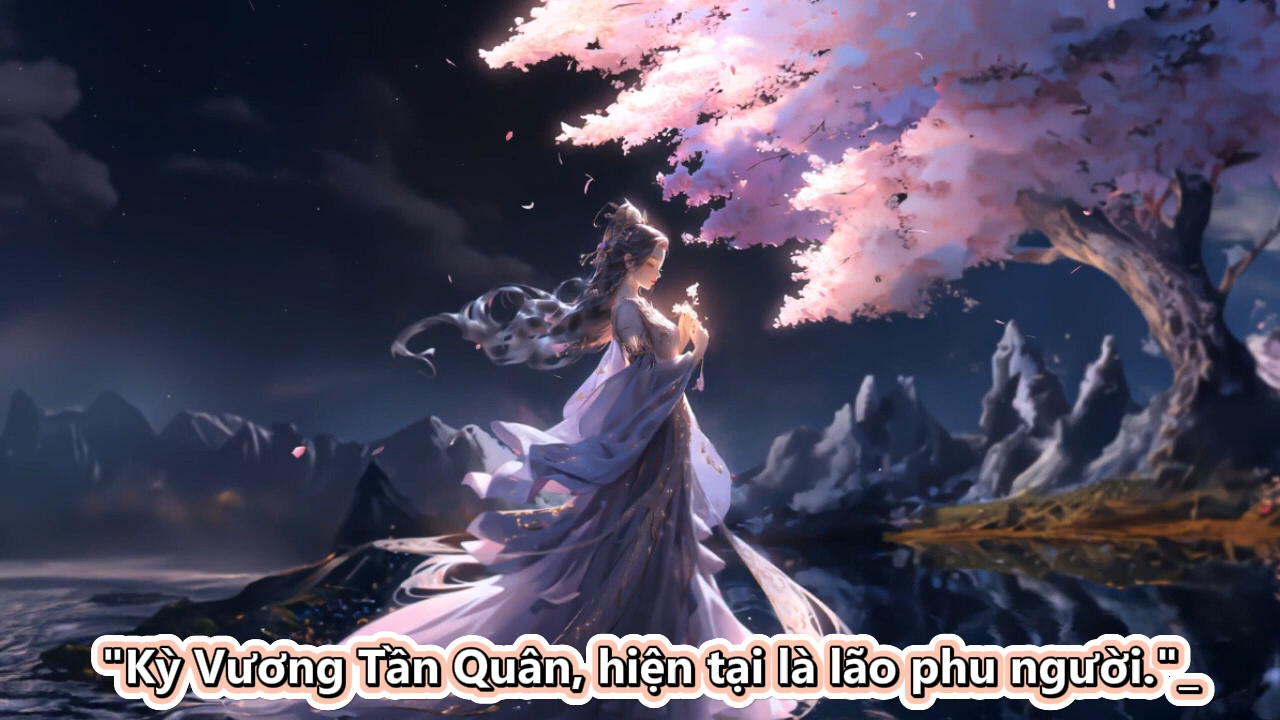 "Kỳ Vương Tần Quân, hiện tại là lão phu người."_